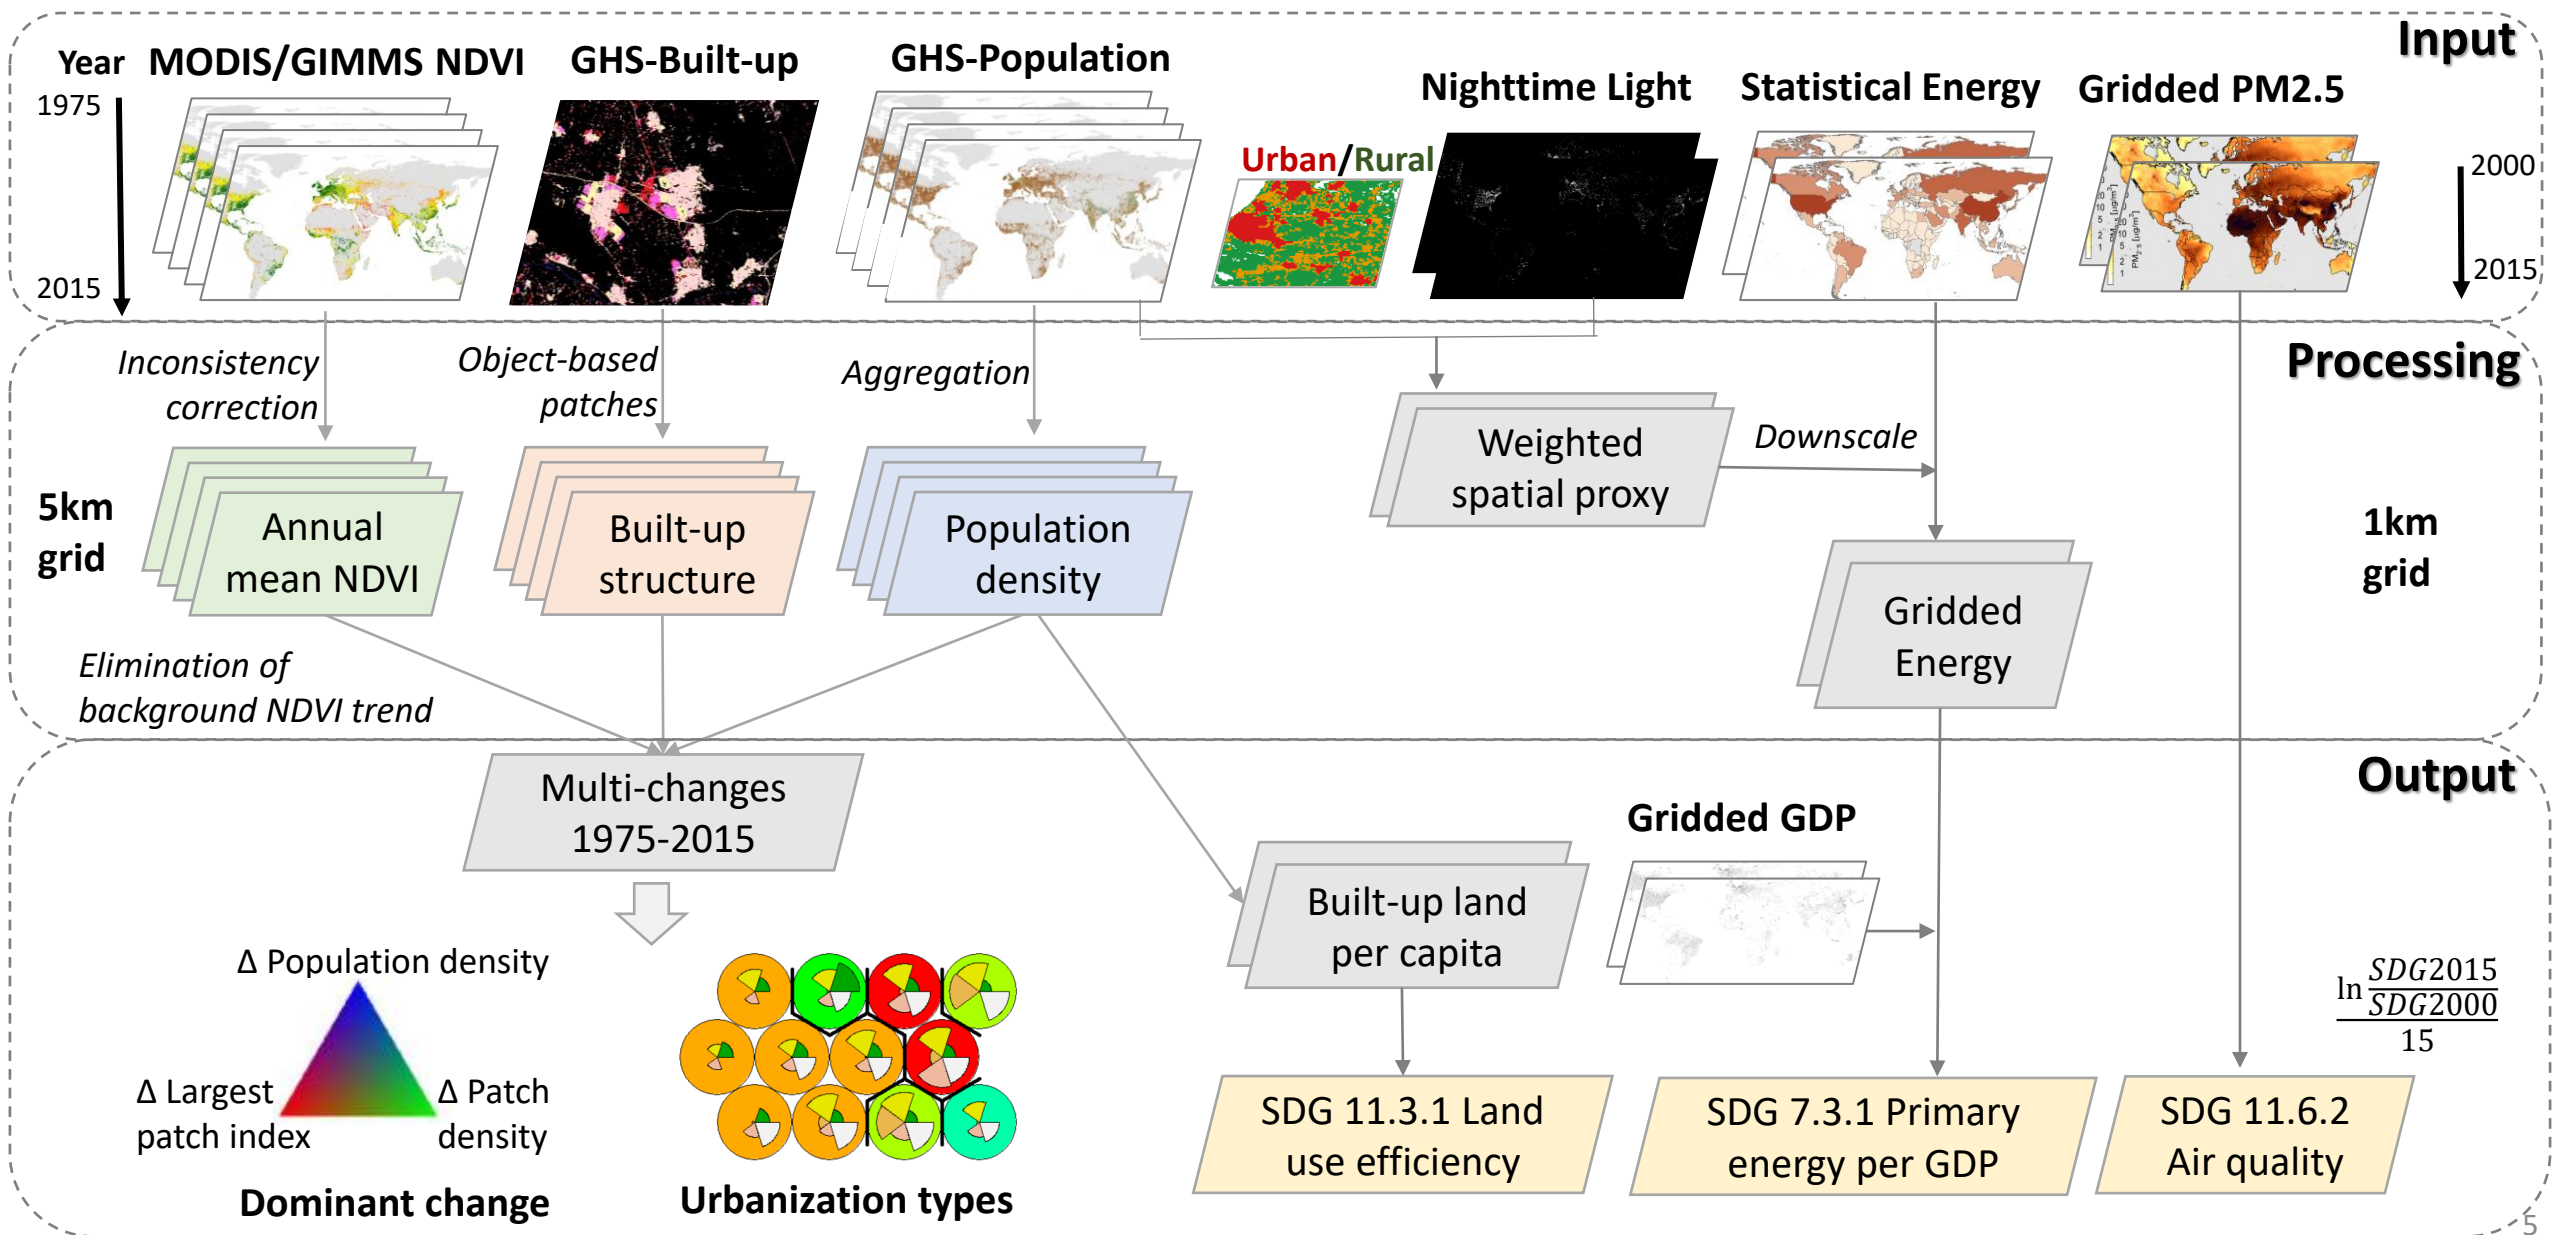 Input
Year
1975
2015
MODIS/GIMMS NDVI
GHS-Built-up
GHS-Population
Urban/Rural
Nighttime Light
Statistical Energy
Gridded PM2.5
2000
2015
Processing
Inconsistency
correction
Object-based
patches
Aggregation
5km
grid
Annual
mean NDVI
Built-up
structure
Population
density
Weighted
spatial proxy
Downscale
Gridded
Energy
1km
grid
Elimination of
background NDVI trend
Output
Multi-changes
1975-2015
Δ Population density
Δ Largest
patch index
Δ Patch
density
Dominant change
Urbanization types
Built-up land
per capita
Gridded GDP
ln SDG2015
SDG2000
15
SDG 11.3.1 Land
use efficiency
SDG 7.3.1 Primary
energy per GDP
SDG 11.6.2
Air quality
5